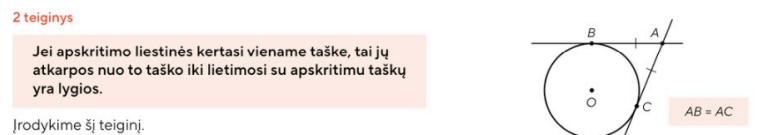 2 teiginys
Jei apskritimo liestinės kertasi viename taške, tai jų
atkarpos nuo to taško iki lietimosi su apskritimu taškų
yra lygios.
Įrodykime šį teiginį.
B
A
O
C
AB = AC